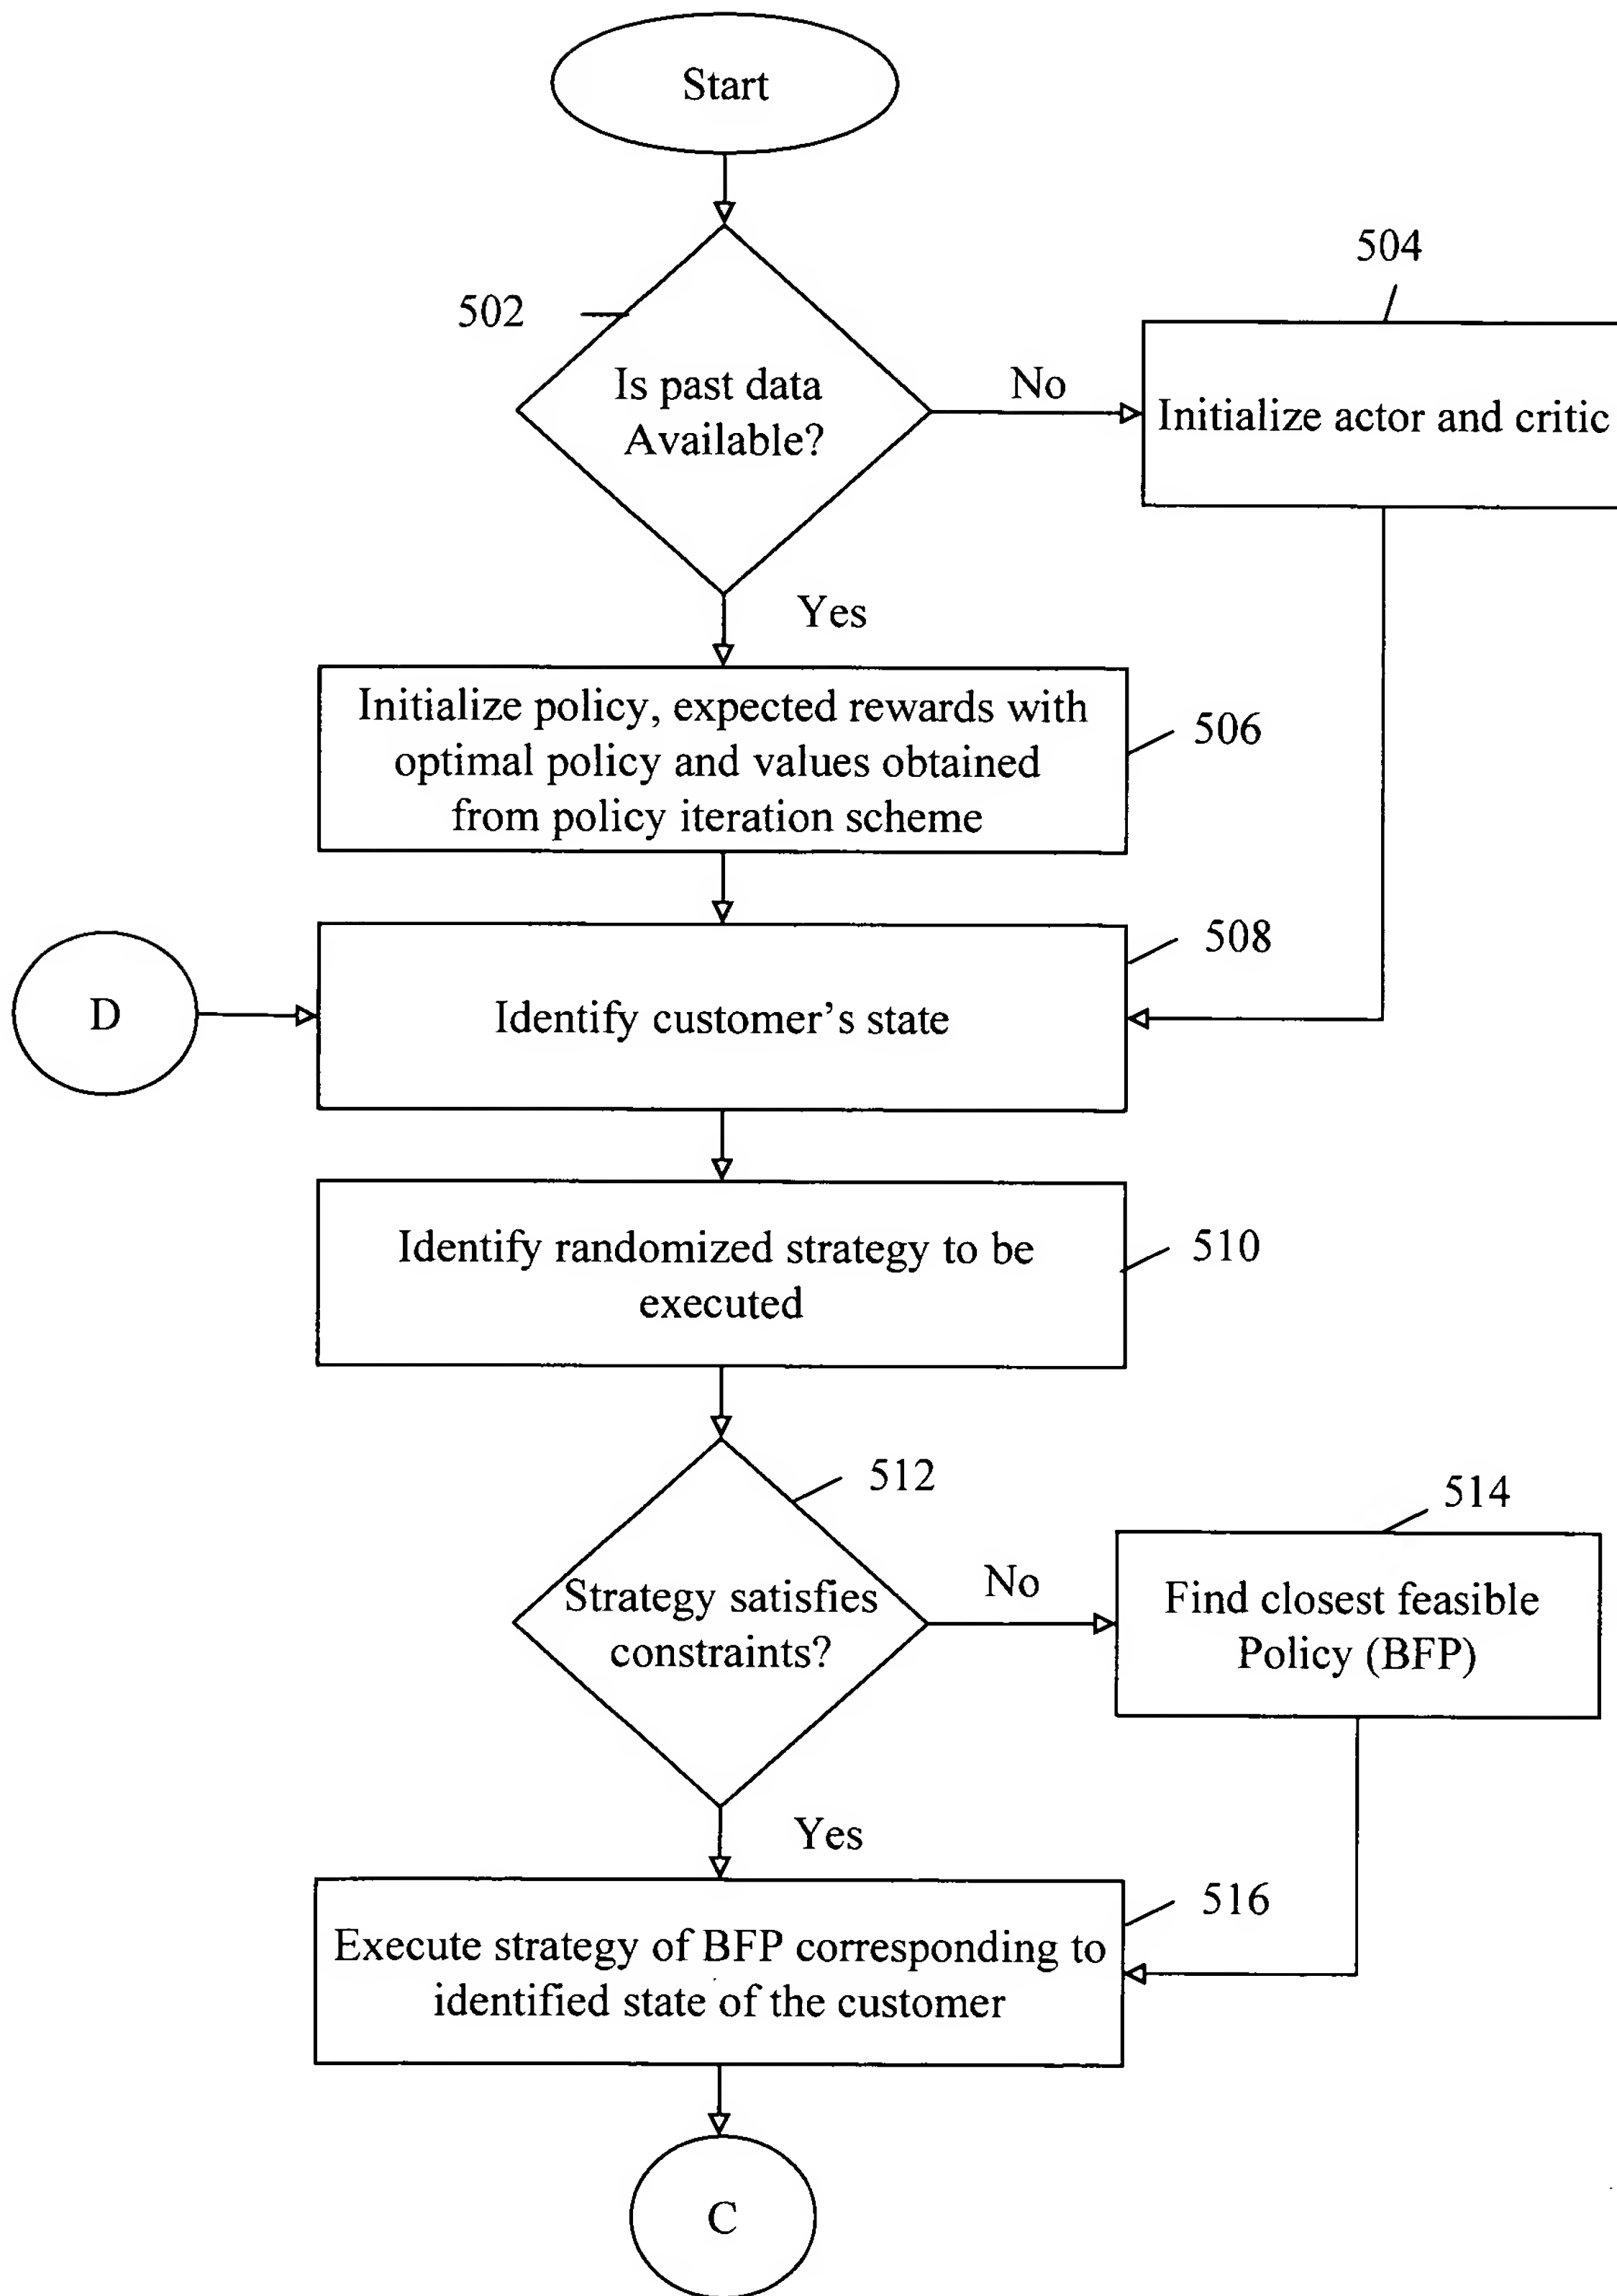 Start
504
502
Is past data
Available?
No
Initialize actor and critic
Yes
Initialize policy, expected rewards with
optimal policy and values obtained
from policy iteration scheme
506
508
D
Identify customer’s state
Identify randomized strategy to be
executed
510
512
514
Strategy satisfies
constraints?
No
Find closest feasible
Policy (BFP)
Yes
516
Execute strategy of BFP corresponding to
identified state of the customer
C